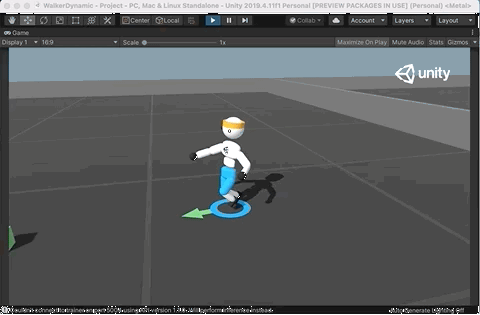 WalkerDynamic - Project - PC, Mac & Linux Standalone - Unity 2019.4.11f1 Personal [PREVIEW PACKAGES IN USE] (Personal) <Metal>
Center Local Collab Account Layers Layout
Game
Display 1 16:9 Scale 1x Maximize On Play Mute Audio Stats Gizmos
unity